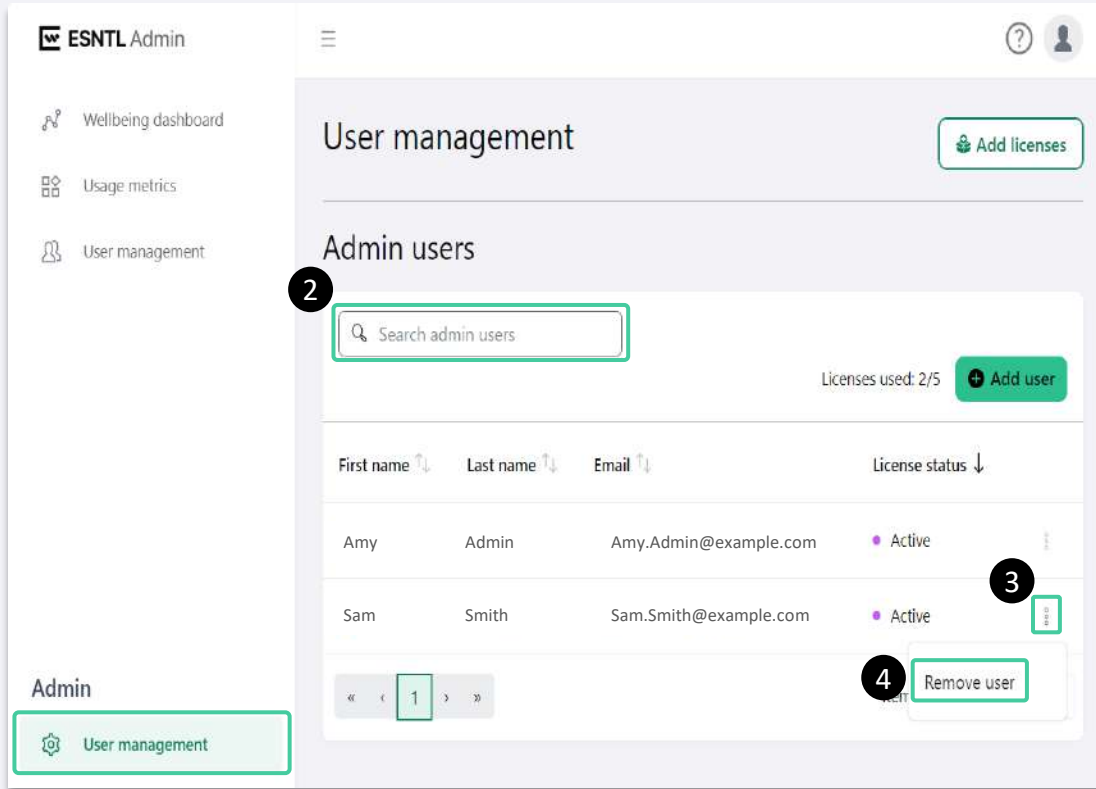 ESNTL Admin
Wellbeing dashboard
Usage metrics
User management
Admin
User management
?
User management
Add licenses
Admin users
2
Search admin users
Licenses used: 2/5
Add user
First name Last name Email License status
Amy Admin Amy.Admin@example.com Active
3
Sam Smith Sam.Smith@example.com Active
4
Remove user
« ‹ 1 › »